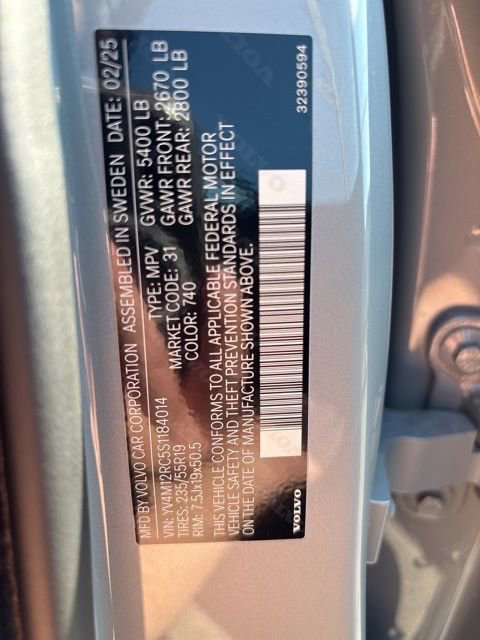 MFD BY VOLVO CAR CORPORATION ASSEMBLED IN SWEDEN DATE: 02/25
VIN: YV4M12RC5S1184014 TYPE: MPV GVWR: 5400 LB
TIRES: 235/55R19 MARKET CODE: 31 GAWR FRONT: 2670 LB
RIM: 7.5Jx19x50.5 COLOR: 740 GAWR REAR: 2800 LB
THIS VEHICLE CONFORMS TO ALL APPLICABLE FEDERAL MOTOR
VEHICLE SAFETY AND THEFT PREVENTION STANDARDS IN EFFECT
ON THE DATE OF MANUFACTURE SHOWN ABOVE.
VOLVO 32390594